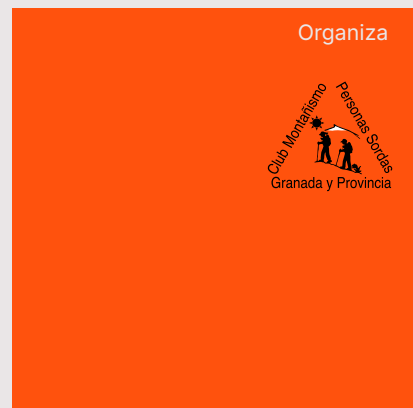 Organiza
Club Montañismo
Personas Sordas
Granada y Provincia